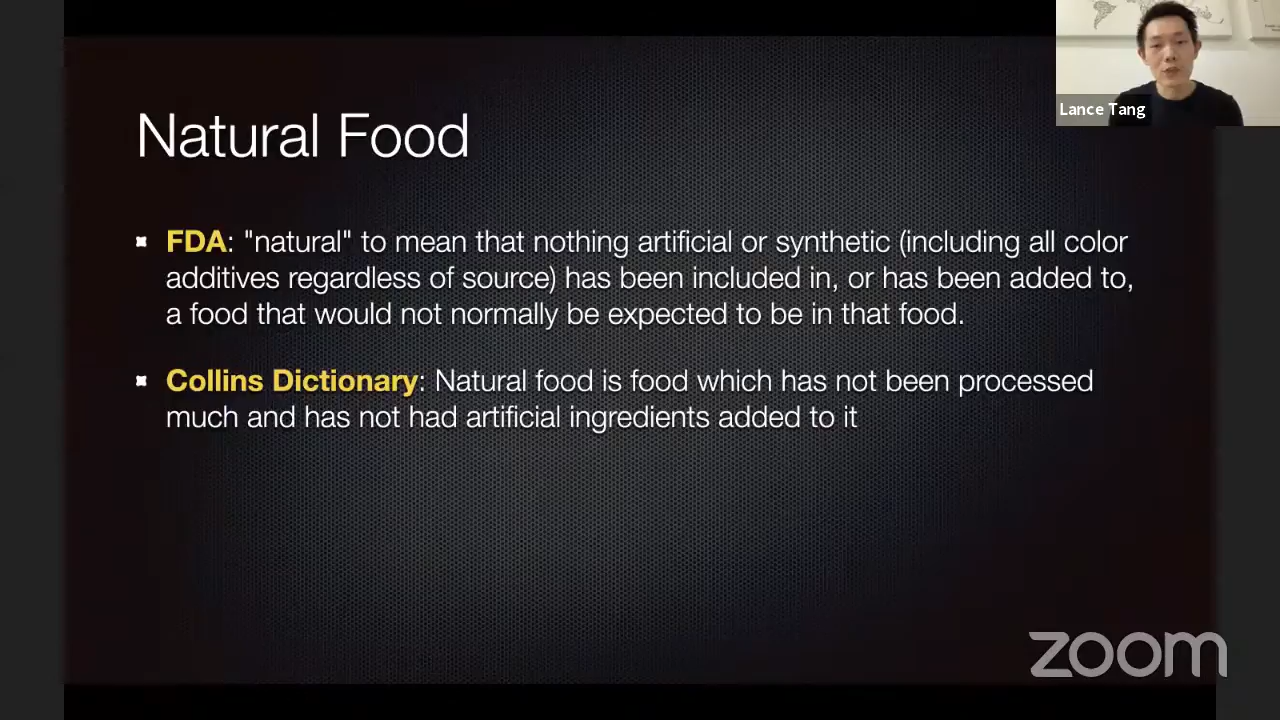 Lance Tang
Natural Food
FDA: "natural" to mean that nothing artificial or synthetic (including all color
additives regardless of source) has been included in, or has been added to,
a food that would not normally be expected to be in that food.
Collins Dictionary: Natural food is food which has not been processed
much and has not had artificial ingredients added to it
zoom